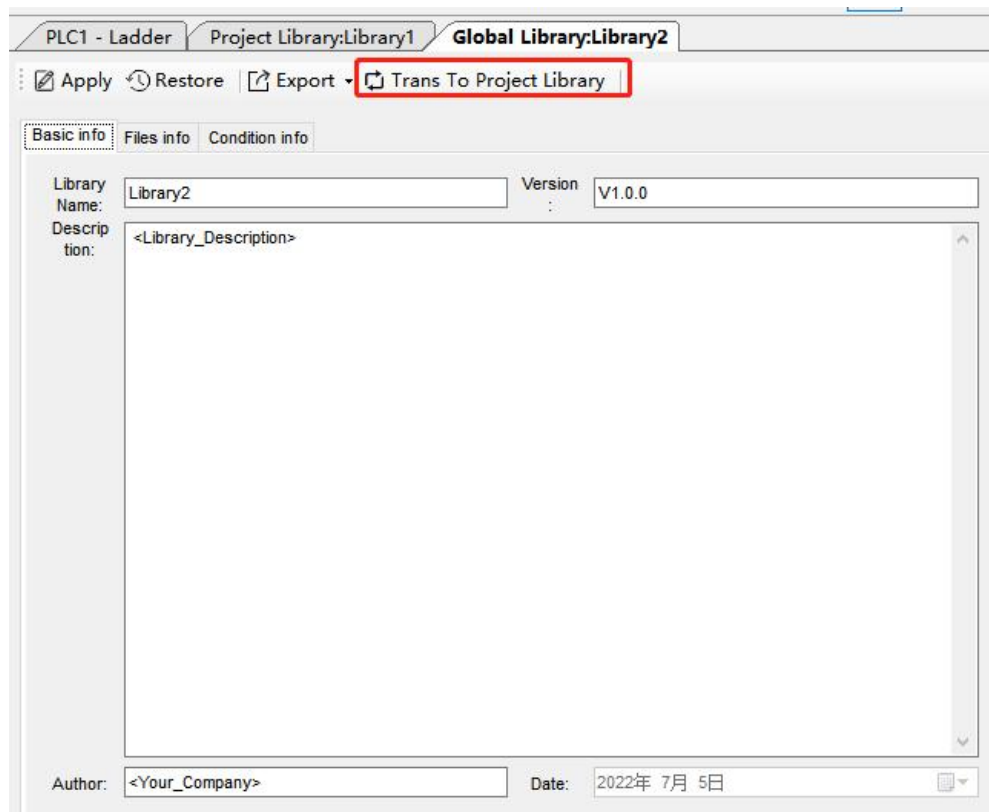 PLC1 - Ladder Project Library:Library1 Global Library:Library2
Apply Restore Export Trans To Project Library
Basic info Files info Condition info
Library Name: Library2 Version : V1.0.0
Descrip tion: <Library_Description>
Author: <Your_Company> Date: 2022年 7月 5日